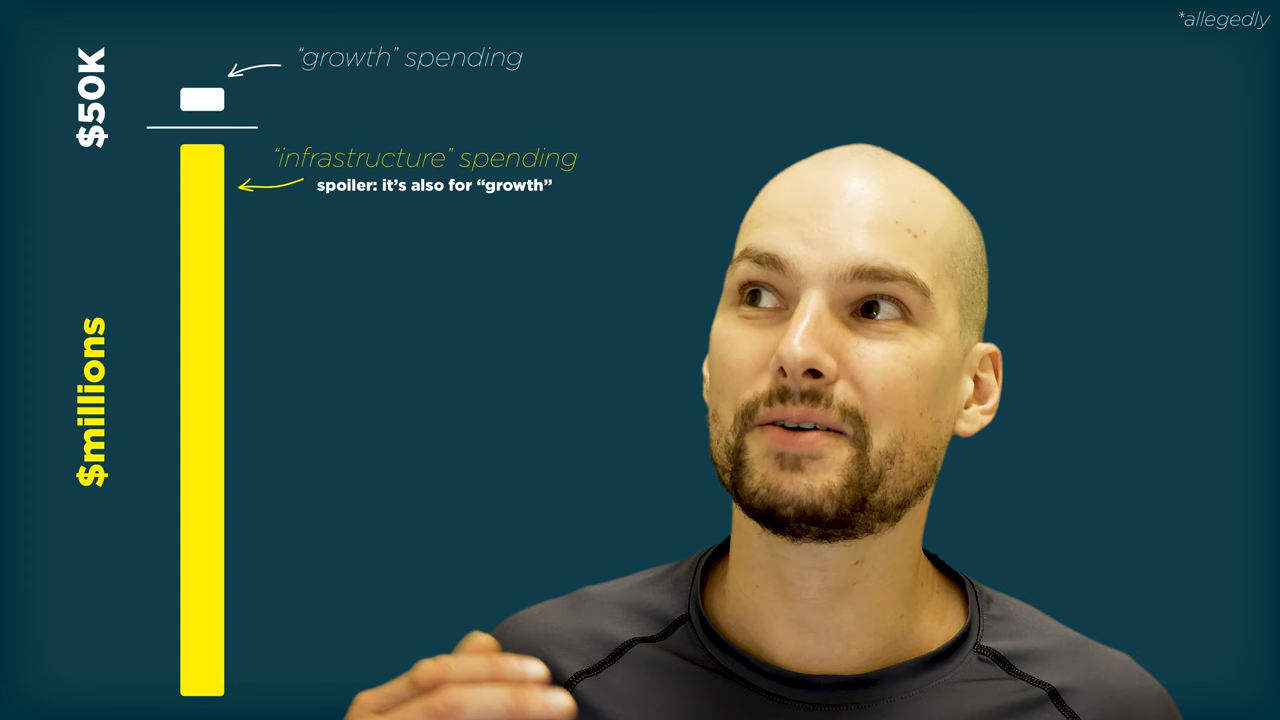 *allegedly
$50K
“growth” spending
“infrastructure” spending
spoiler: it’s also for “growth”
$millions